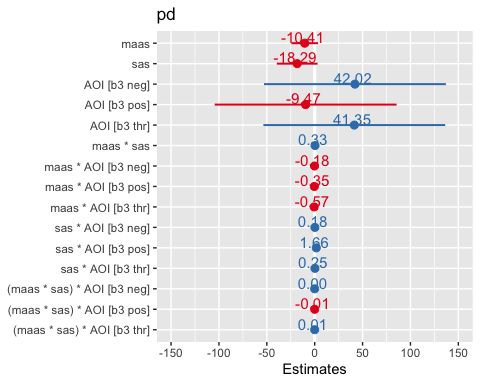 pd
maas -10.41
sas -18.29
AOI [b3 neg] 42.02
AOI [b3 pos] -9.47
AOI [b3 thr] 41.35
maas * sas 0.33
maas * AOI [b3 neg] -0.18
maas * AOI [b3 pos] -0.35
maas * AOI [b3 thr] -0.57
sas * AOI [b3 neg] 0.18
sas * AOI [b3 pos] 1.66
sas * AOI [b3 thr] 0.25
(maas * sas) * AOI [b3 neg] 0.00
(maas * sas) * AOI [b3 pos] -0.01
(maas * sas) * AOI [b3 thr] 0.01
-150 -100 -50 0 50 100 150
Estimates